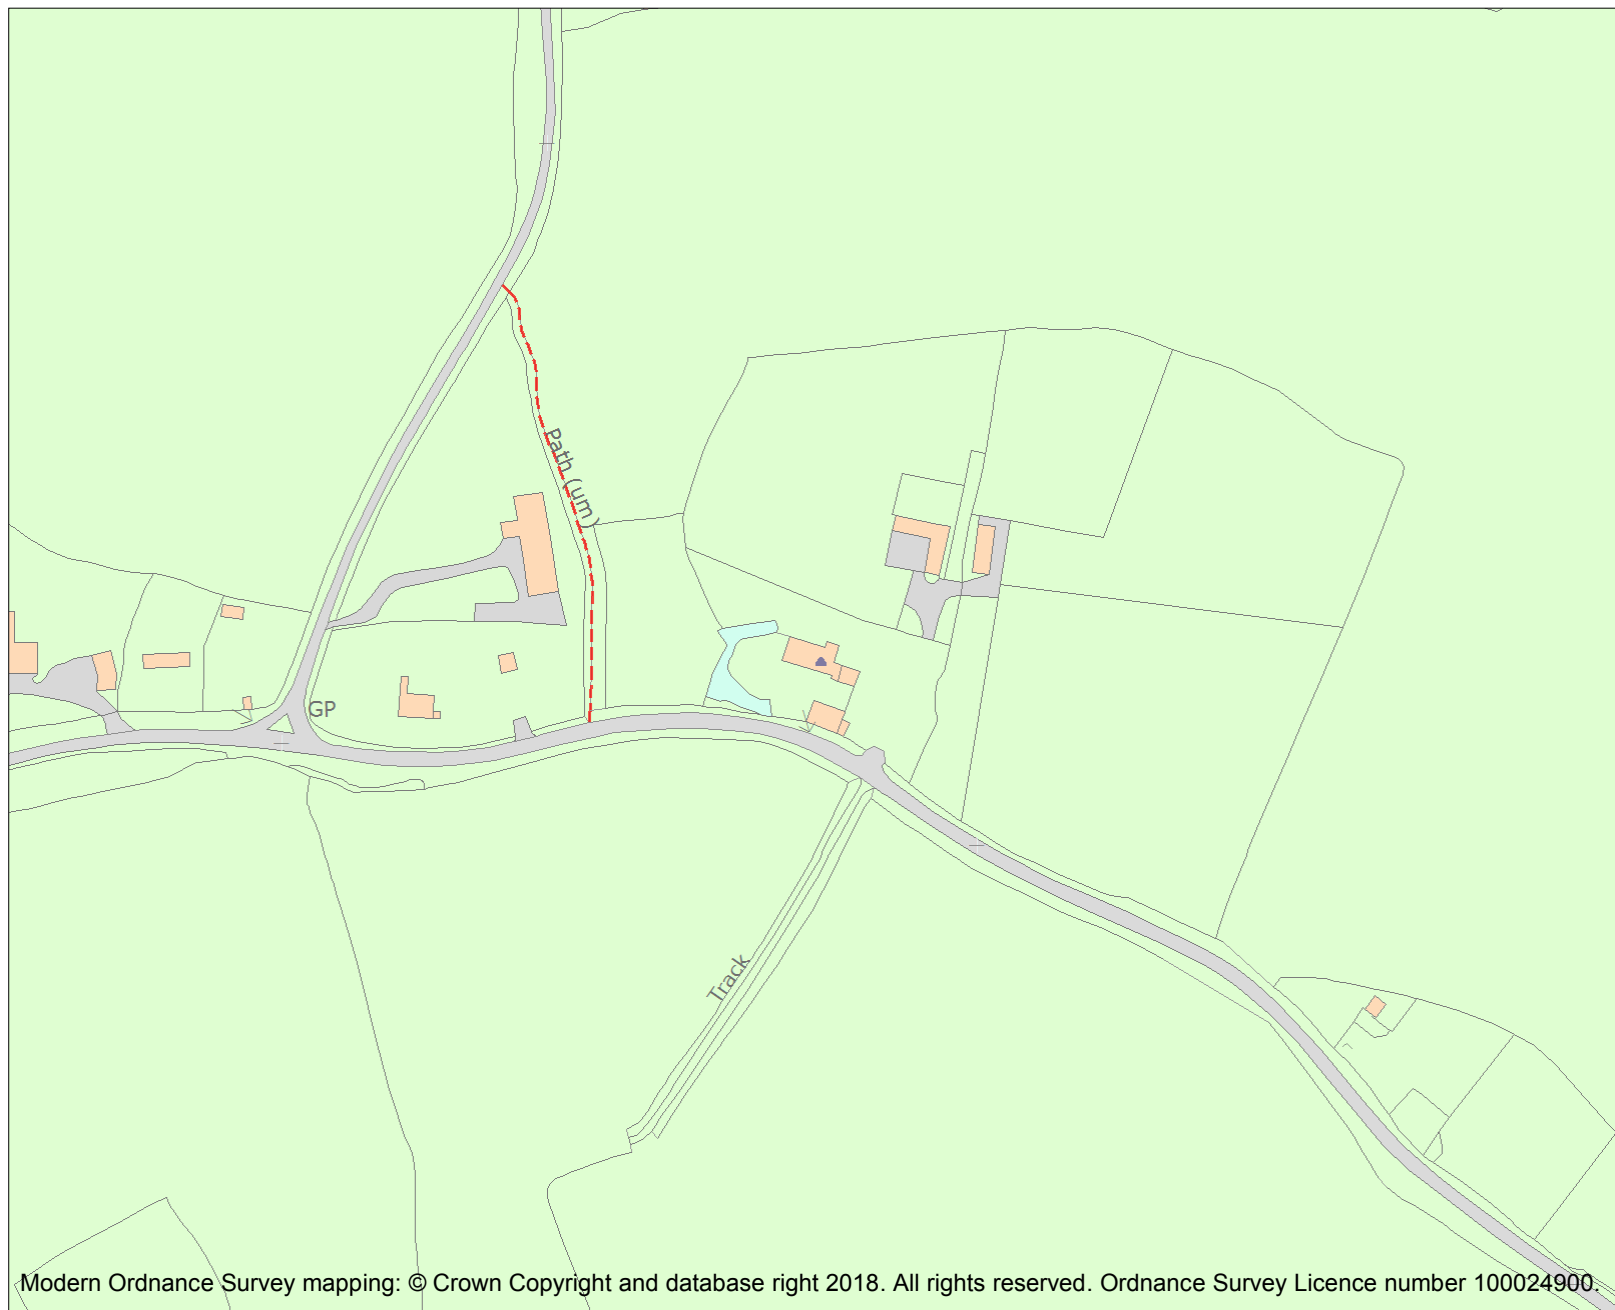 Path (um)
GP
Track
Modern Ordnance Survey mapping: © Crown Copyright and database right 2018. All rights reserved. Ordnance Survey Licence number 100024900.